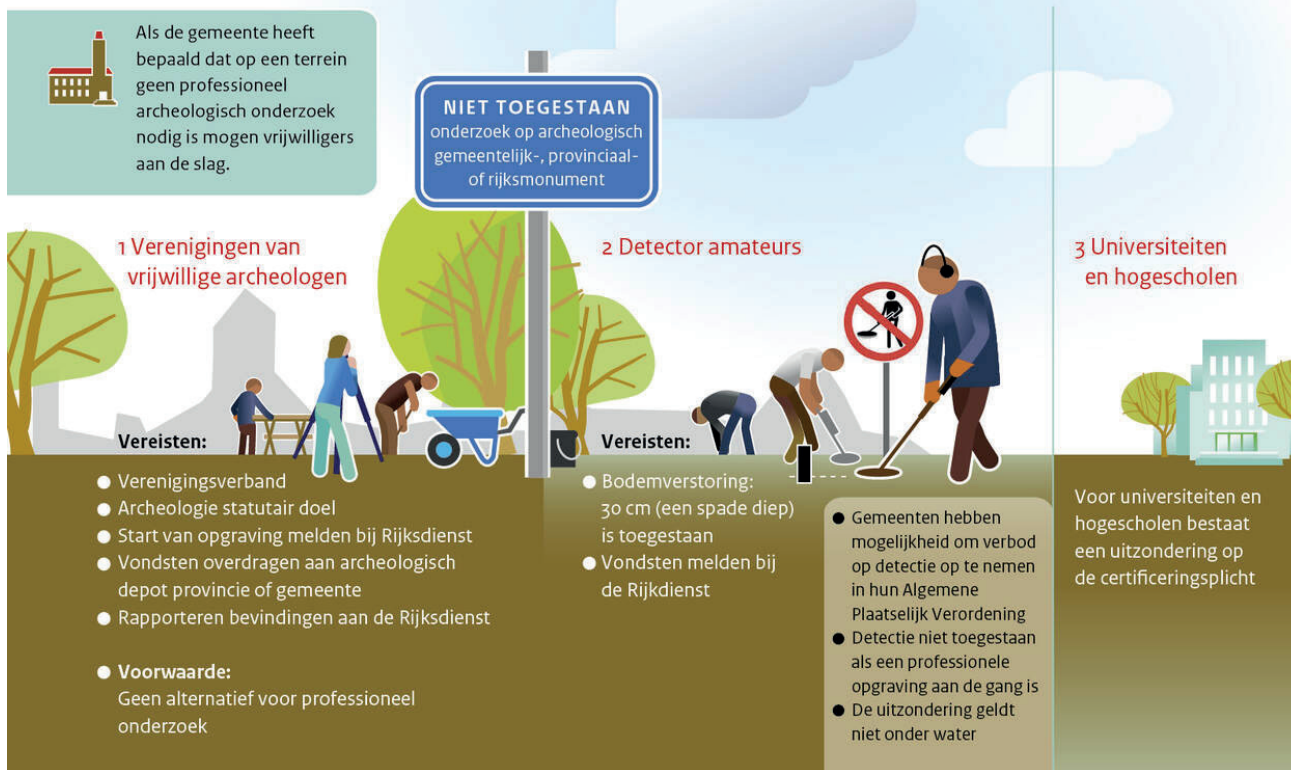 Als de gemeente heeft
bepaald dat op een terrein
geen professioneel
archeologisch onderzoek
nodig is mogen vrijwilligers
aan de slag.
NIET TOEGESTAAN
onderzoek op archeologisch
gemeentelijk-, provinciaal-
of rijksmonument
1 Verenigingen van
vrijwillige archeologen
Vereisten:
Verenigingsverband
Archeologie statutair doel
Start van opgraving melden bij Rijksdienst
Vondsten overdragen aan archeologisch
depot provincie of gemeente
Rapporteren bevindingen aan de Rijksdienst
Voorwaarde:
Geen alternatief voor professioneel
onderzoek
2 Detector amateurs
Vereisten:
Bodemverstoring:
30 cm (een spade diep)
is toegestaan
Vondsten melden bij
de Rijkdienst
Gemeenten hebben
mogelijkheid om verbod
op detectie op te nemen
in hun Algemene
Plaatselijk Verordening
Detectie niet toegestaan
als een professionele
opgraving aan de gang is
De uitzondering geldt
niet onder water
3 Universiteiten
en hogescholen
Voor universiteiten en
hogescholen bestaat
een uitzondering op
de certificeringsplicht